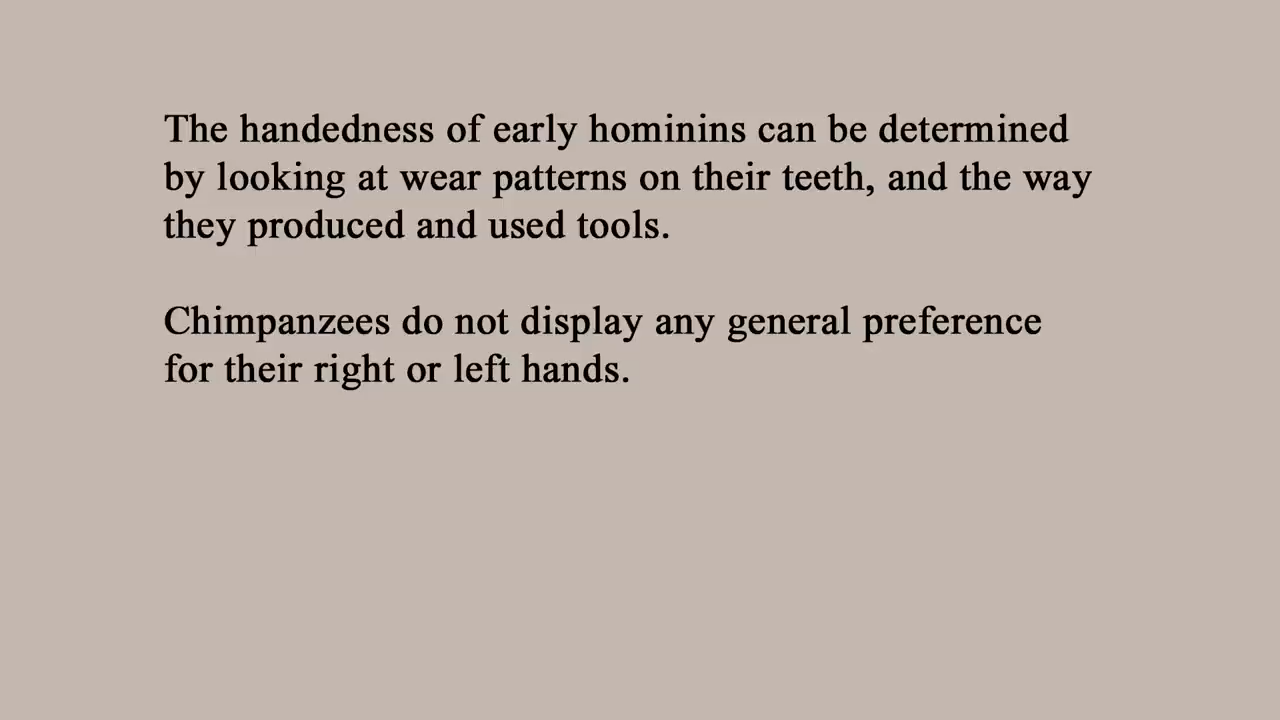 The handedness of early hominins can be determined
by looking at wear patterns on their teeth, and the way
they produced and used tools.
Chimpanzees do not display any general preference
for their right or left hands.